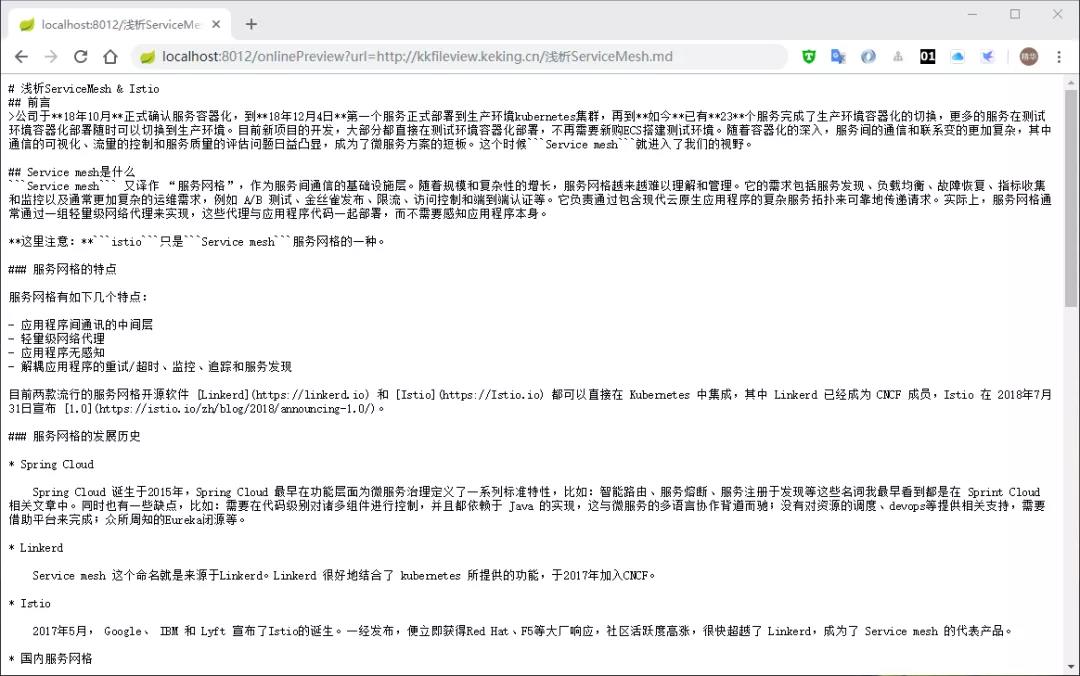 localhost:8012/浅析ServiceMe
localhost:8012/onlinePreview?url=http://kkfileview.keking.cn/浅析ServiceMesh.md
01
精华
# 浅析ServiceMesh & Istio
## 前言
>公司于**18年10月**正式确认服务容器化，到**18年12月4日**第一个服务正式部署到生产环境kubernetes集群，再到**如今**已有**23**个服务完成了生产环境容器化的切换，更多的服务在测试
环境容器化部署随时可以切换到生产环境。目前新项目的开发，大部分都直接在测试环境容器化部署，不再需要新购ECS搭建测试环境。随着容器化的深入，服务间的通信和联系变的更加复杂，其中
通信的可视化、流量的控制和服务质量的评估问题日益凸显，成为了微服务方案的短板。这个时候```Service mesh```就进入了我们的视野。
## Service mesh是什么
```Service mesh``` 又译作 “服务网格”，作为服务间通信的基础设施层。随着规模和复杂性的增长，服务网格越来越难以理解和管理。它的需求包括服务发现、负载均衡、故障恢复、指标收集
和监控以及通常更加复杂的运维需求，例如 A/B 测试、金丝雀发布、限流、访问控制和端到端认证等。它负责通过包含现代云原生应用程序的复杂服务拓扑来可靠地传递请求。实际上，服务网格通
常通过一组轻量级网络代理来实现，这些代理与应用程序代码一起部署，而不需要感知应用程序本身。
**这里注意：**```istio```只是```Service mesh```服务网格的一种。
### 服务网格的特点
服务网格有如下几个特点：
- 应用程序间通讯的中间层
- 轻量级网络代理
- 应用程序无感知
- 解耦应用程序的重试/超时、监控、追踪和服务发现
目前两款流行的服务网格开源软件 [Linkerd](https://linkerd.io) 和 [Istio](https://Istio.io) 都可以直接在 Kubernetes 中集成，其中 Linkerd 已经成为 CNCF 成员，Istio 在 2018年7月
31日宣布 [1.0](https://istio.io/zh/blog/2018/announcing-1.0/)。
### 服务网格的发展历史
* Spring Cloud
Spring Cloud 诞生于2015年，Spring Cloud 最早在功能层面为微服务治理定义了一系列标准特性，比如：智能路由、服务熔断、服务注册于发现等这些名词我最早看到都是在 Sprint Cloud
相关文章中。同时也有一些缺点，比如：需要在代码级别对诸多组件进行控制，并且都依赖于 Java 的实现，这与微服务的多语言协作背道而驰；没有对资源的调度、devops等提供相关支持，需要
借助平台来完成；众所周知的Eureka闭源等。
* Linkerd
Service mesh 这个命名就是来源于Linkerd。Linkerd 很好地结合了 kubernetes 所提供的功能，于2017年加入CNCF。
* Istio
2017年5月， Google、 IBM 和 Lyft 宣布了Istio的诞生。一经发布，便立即获得Red Hat、F5等大厂响应，社区活跃度高涨，很快超越了 Linkerd，成为了 Service mesh 的代表产品。
* 国内服务网格